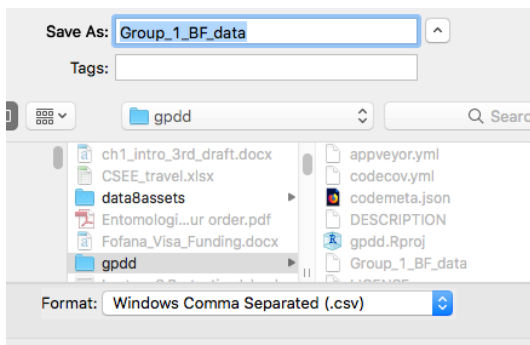 Save As: Group_1_BF_data
Tags:
gpdd
Search
ch1_intro_3rd_draft.docx
CSEE_travel.xlsx
data8assets
Entomologi...ur order.pdf
Fofana_Visa_Funding.docx
gpdd
appveyor.yml
codecov.yml
codemeta.json
DESCRIPTION
gpdd.Rproj
Group_1_BF_data
Format: Windows Comma Separated (.csv)